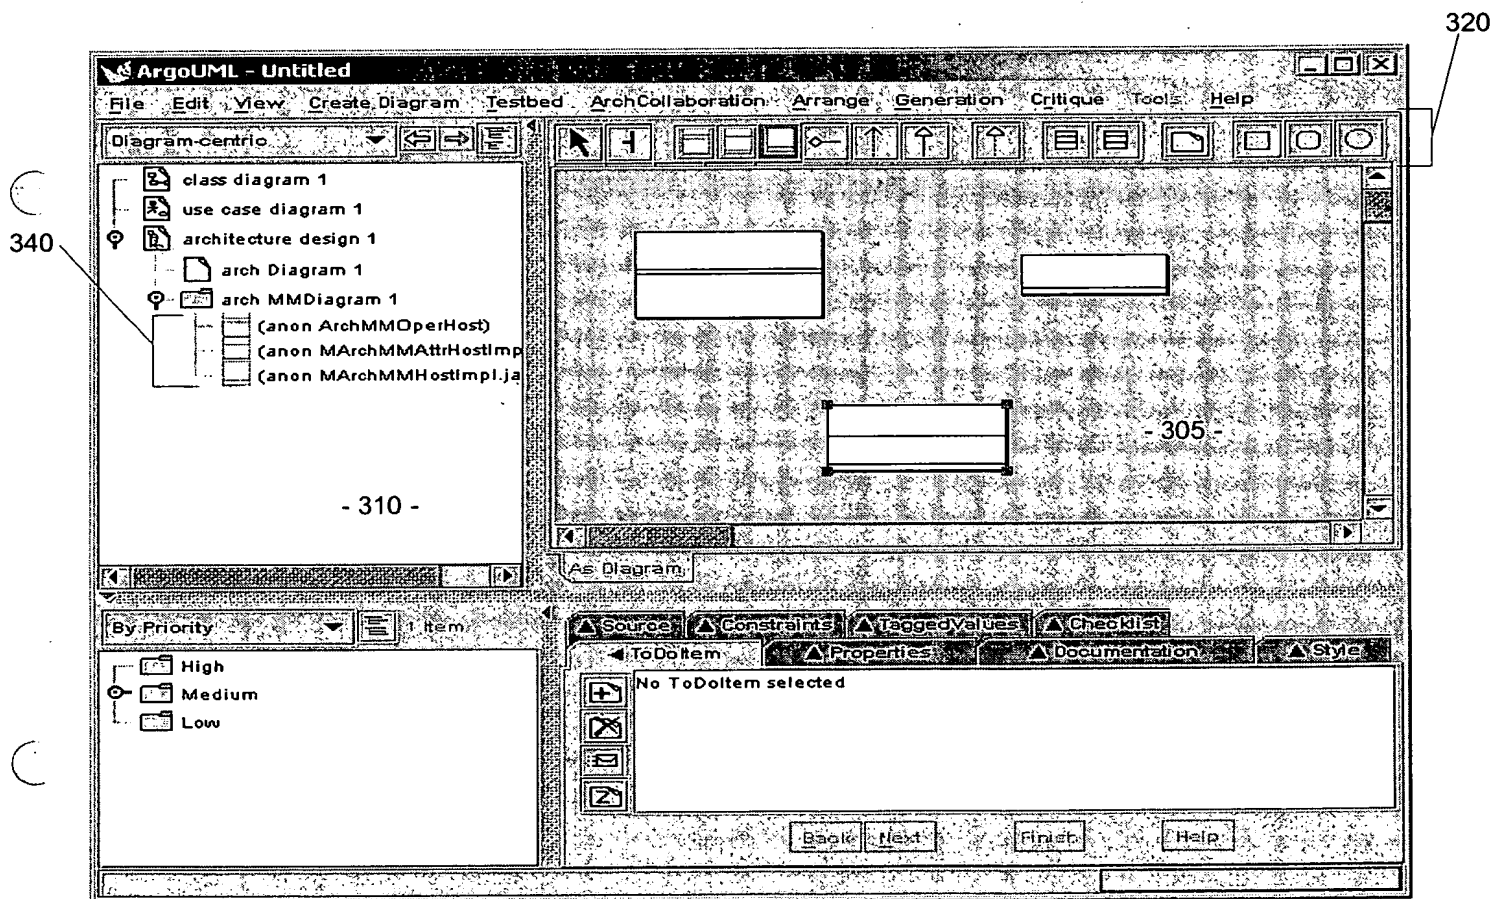 320
ArgoUML - Untitled
File Edit View Create Diagram Testbed ArchCollaboration Arrange Generation Critique Tools Help
Diagram-centric
class diagram 1
use case diagram 1
340
architecture design 1
arch Diagram 1
arch MMDiagram 1
(anon ArchMMOperHost)
(anon MArchMMAttrHostImp
(anon MArchMMHostImpl.ja
- 305 -
- 310 -
As Diagram
By Priority
1 Item
Source Constraints TaggedValues Checklist
ToDoItem Properties Documentation Style
High
Medium
Low
No ToDoItem selected
Back Next Finish Help